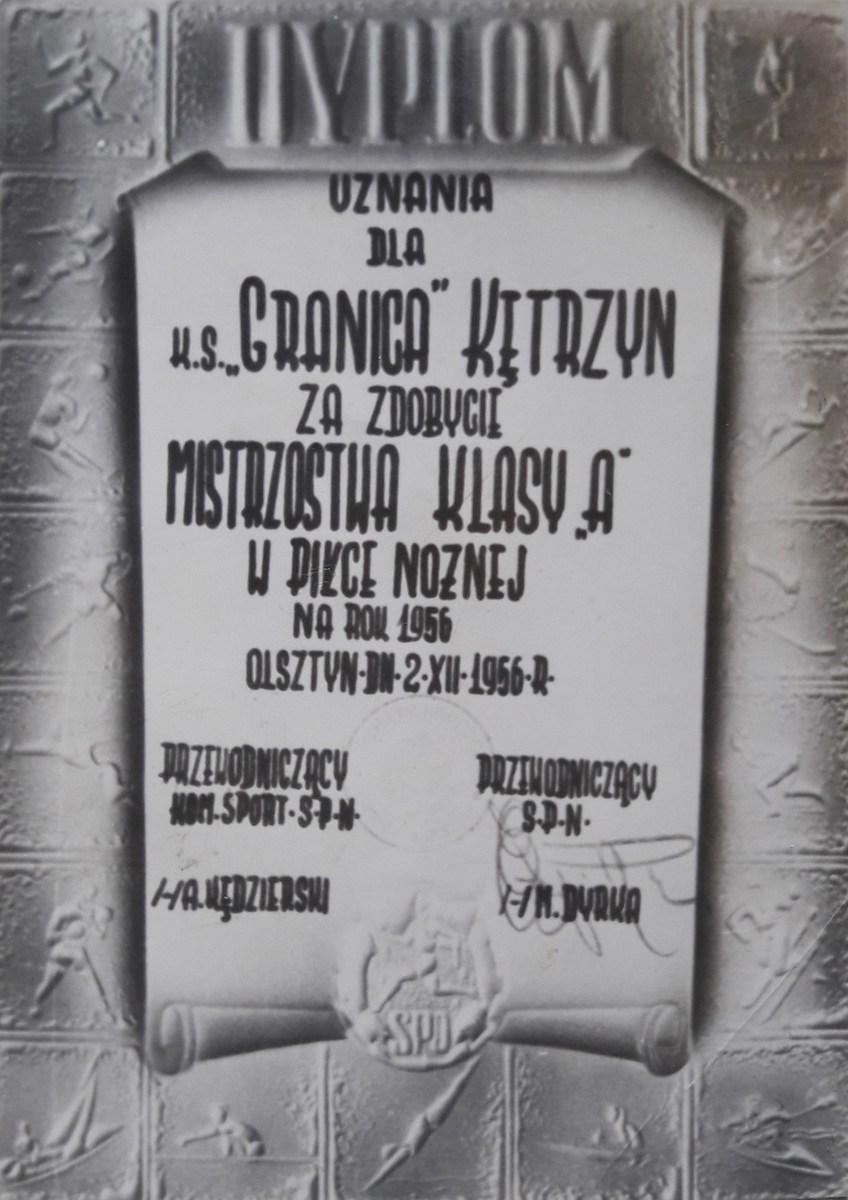 DYPLOM
UZNANIA
DLA
K.S. „GRANICA" KĘTRZYN
ZA ZDOBYCIE
MISTRZOSTWA KLASY „A"
W PIŁCE NOŻNEJ
NA ROK 1956
OLSZTYN·DN·2·XII·1956·R·
PRZEWODNICZĄCY
KOM.SPORT·S·P·N·
PRZEWODNICZĄCY
S·P·N·
/-/A.KĘDZIERSKI
/-/M.DYRKA